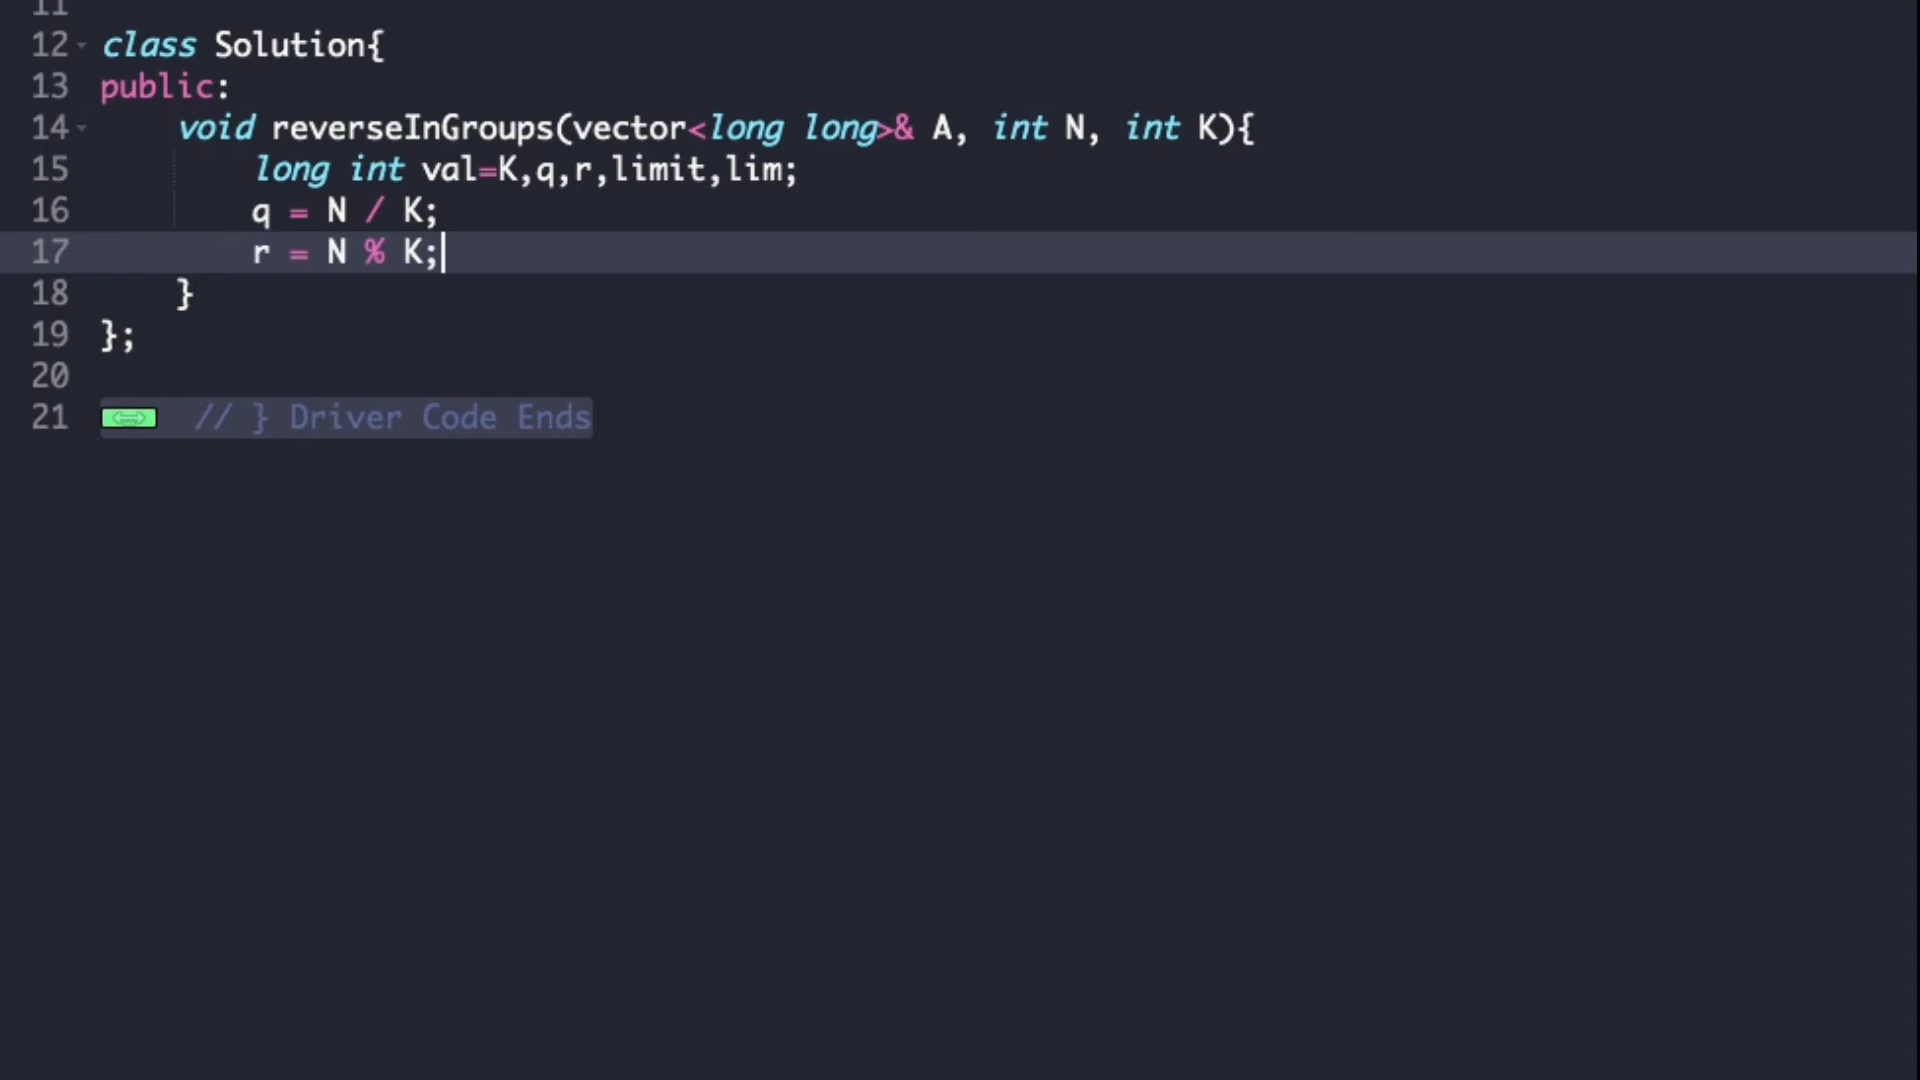 11
12 class Solution{
13 public:
14 void reverseInGroups(vector<long long>& A, int N, int K){
15 long int val=K,q,r,limit,lim;
16 q = N / K;
17 r = N % K;
18 }
19 };
20
21 // } Driver Code Ends